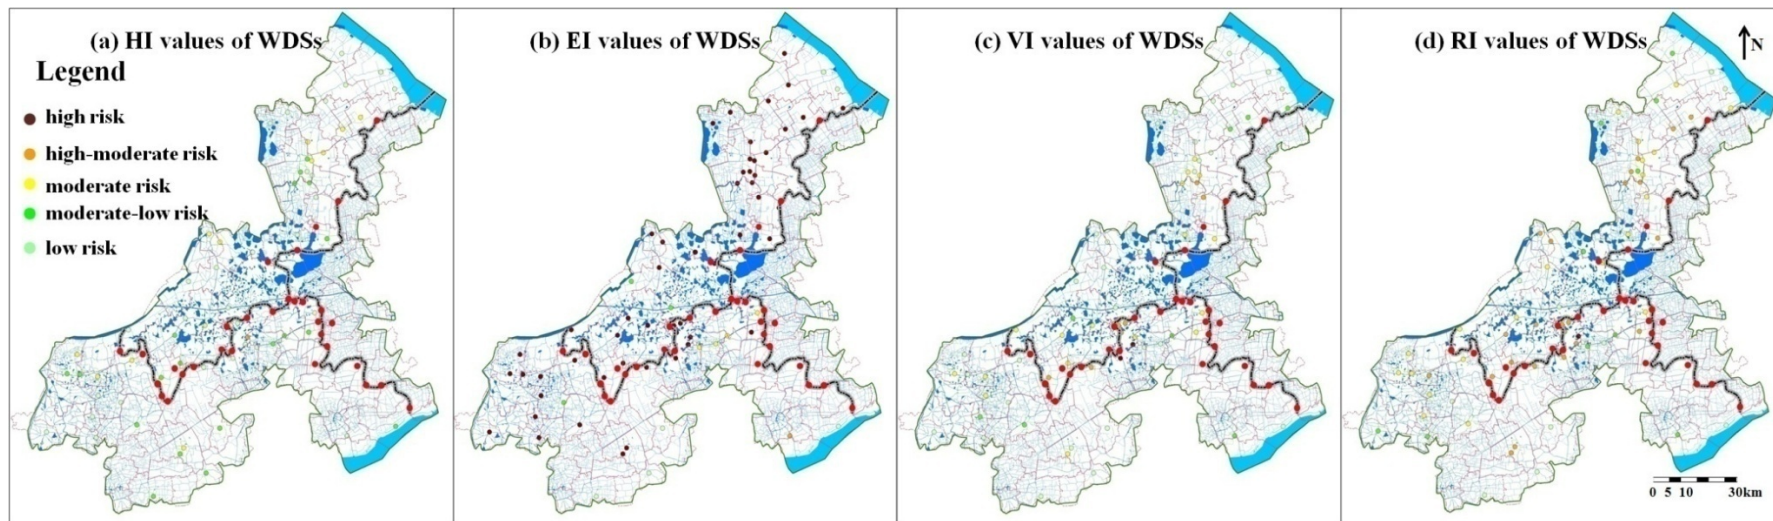 (a) HI values of WDSs
(b) EI values of WDSs
(c) VI values of WDSs
(d) RI values of WDSs
N
Legend
high risk
high-moderate risk
moderate risk
moderate-low risk
low risk
0 5 10 30km